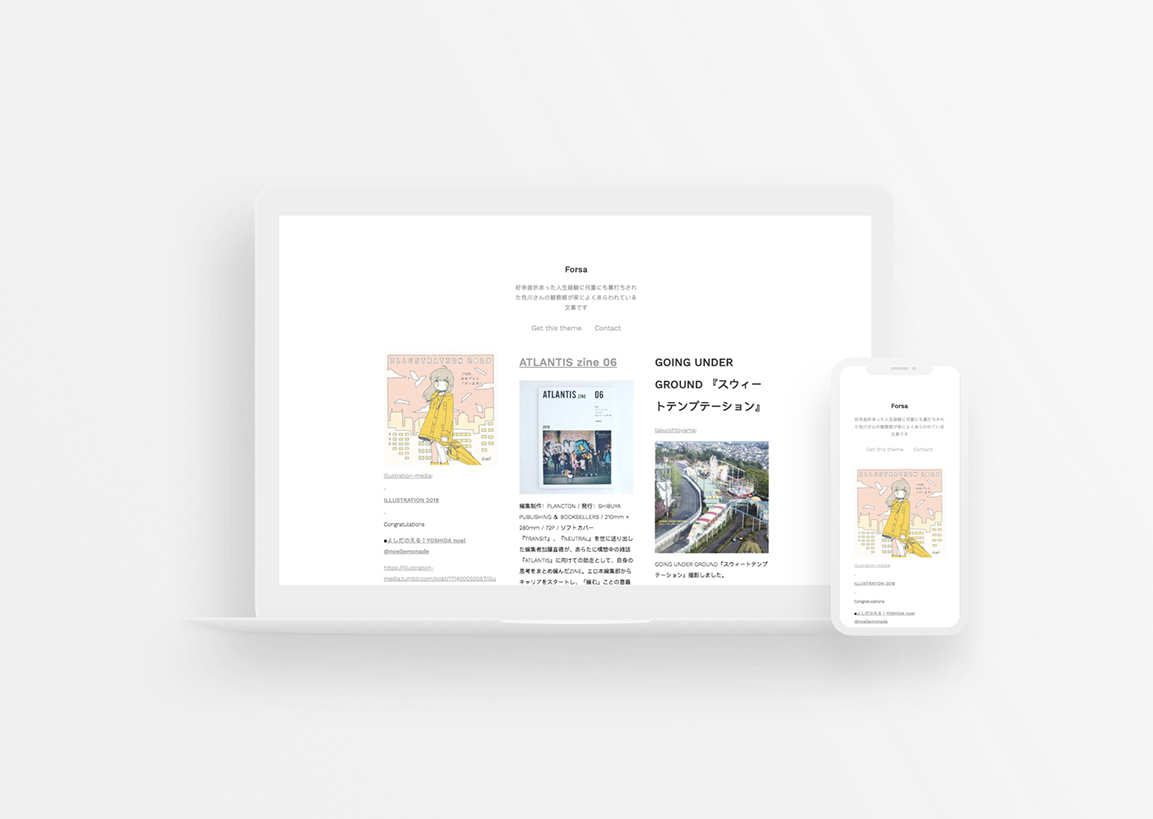 Forsa
好余曲折あった人生経験に何重にも裏打ちされ
た色川さんの観察眼が実によくあらわれている
文章です
Get this theme Contact
ILLUSTRATION 2018
illustration-media:
-
ILLUSTRATION 2018
-
Congratulations
■よしだのえる | YOSHIDA noel
@noellemonade
https://illustration-
media.tumblr.com/post/171400505057/illu
ATLANTIS zine 06
ATLANTIS ZINE 06
2018
編集制作：PLANCTON / 発行：SHIBUYA
PUBLISHING & BOOKSELLERS / 210mm ×
280mm / 72P / ソフトカバー
『TRANSIT』、『NEUTRAL』を世に送り出し
た編集者加藤直徳が、あらたに構想中の雑誌
『ATLANTIS』に向けての助走として、自身の
思考をまとめ編んだZINE。エロ本編集部から
キャリアをスタートし、「編む」ことの意義
GOING UNDER
GROUND 『スウィー
トテンプテーション』
takurohtoyama:
GOING UNDER GROUND『スウィートテンプ
テーション』撮影しました。
Forsa
好余曲折あった人生経験に何重にも裏打ちされ
た色川さんの観察眼が実によくあらわれている
文章です
Get this theme Contact
ILLUSTRATION 2018
illustration-media:
-
ILLUSTRATION 2018
-
Congratulations
■よしだのえる | YOSHIDA noel
@noellemonade